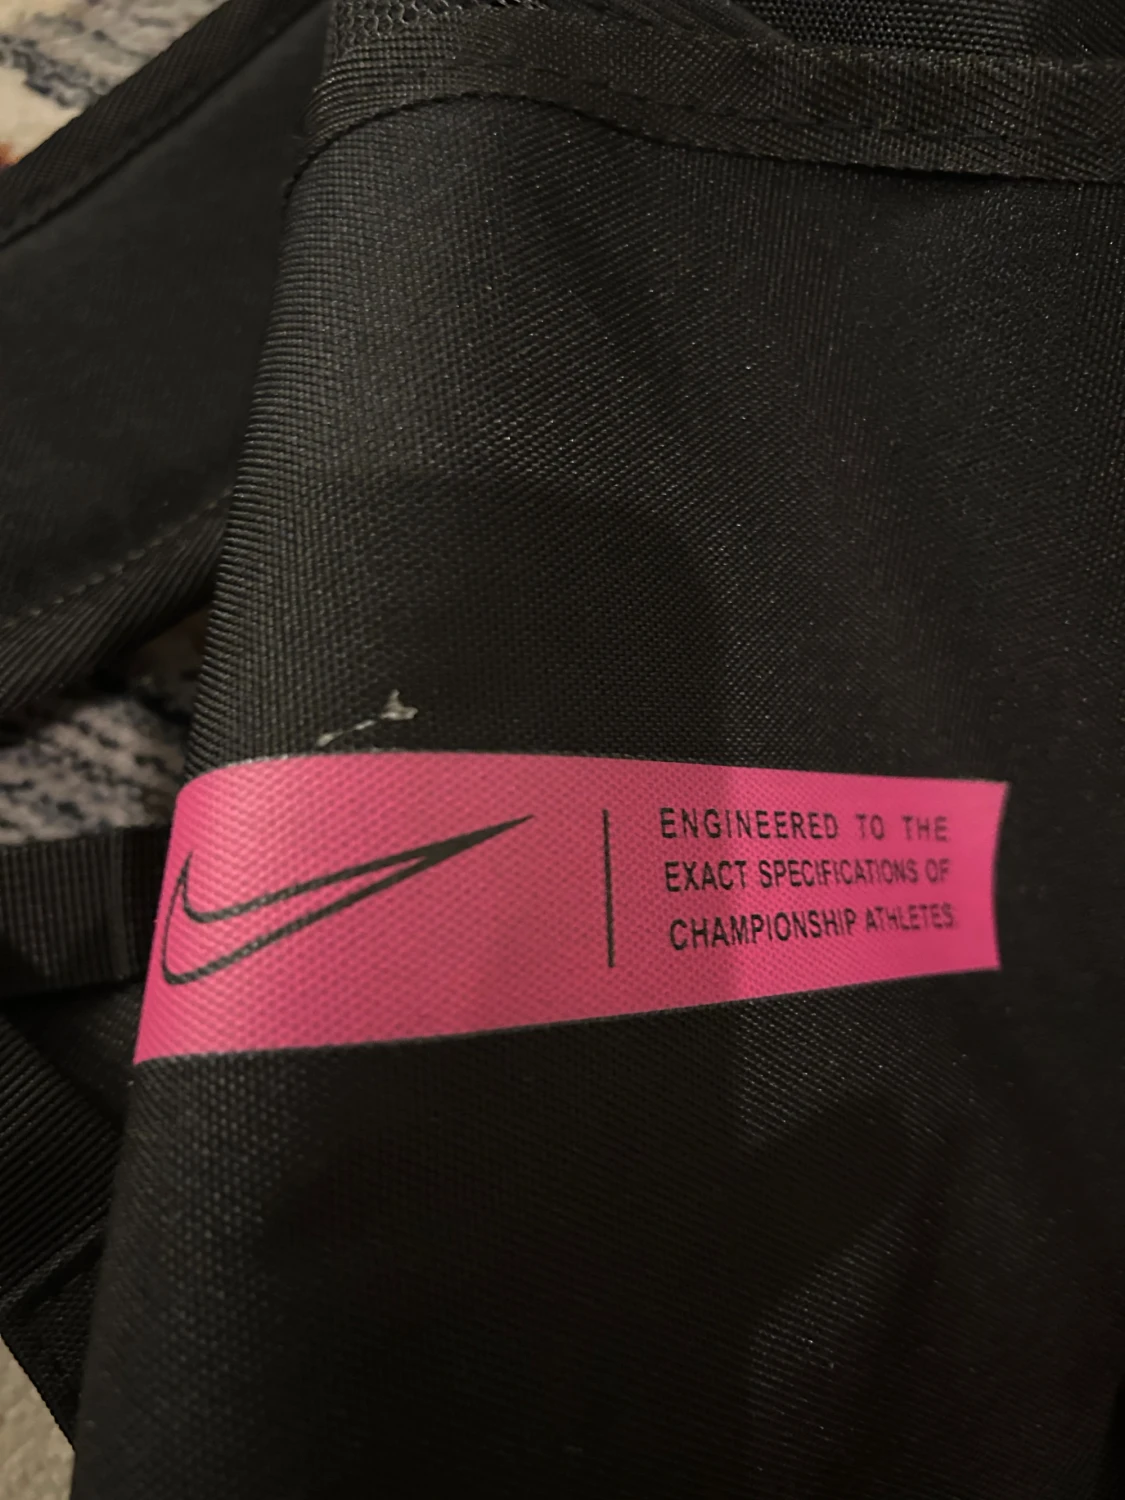 ENGINEERED TO THE
EXACT SPECIFICATIONS OF
CHAMPIONSHIP ATHLETES.